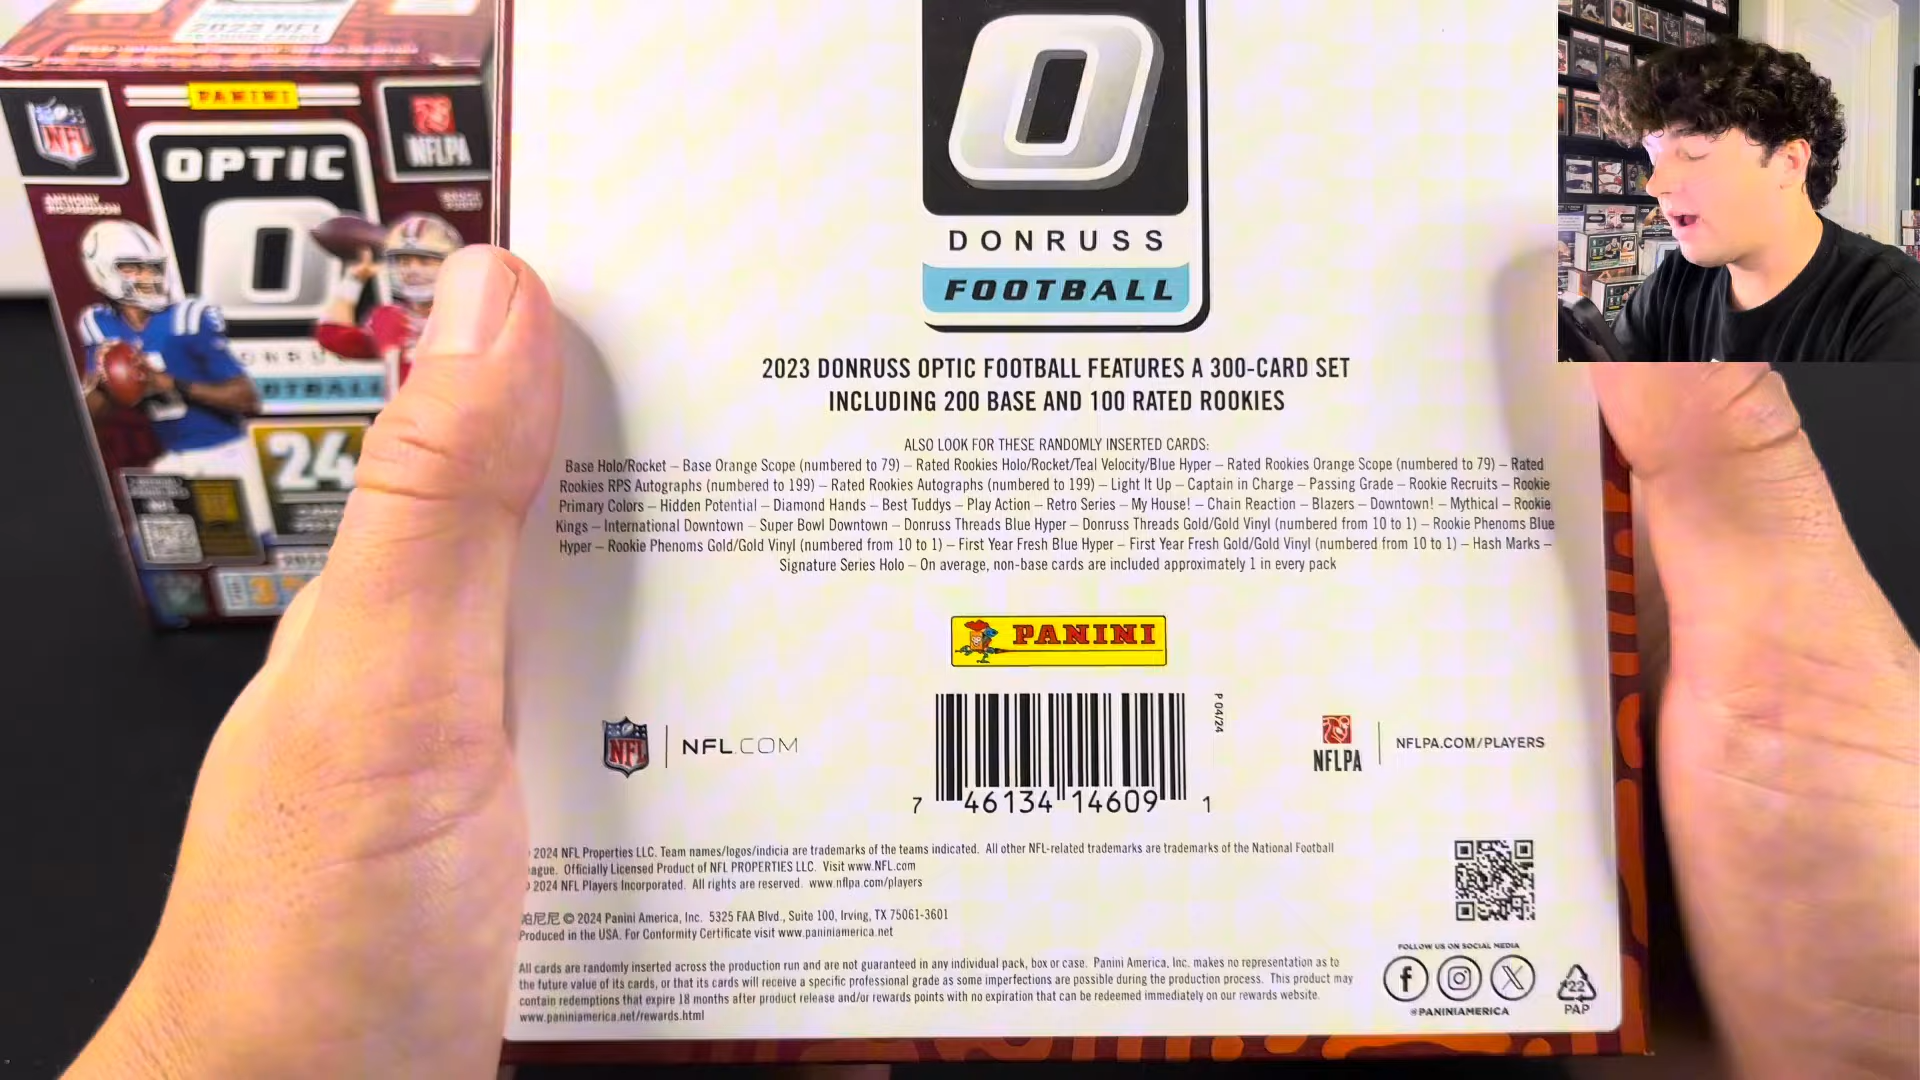 2023 NFL
PANINI
NFL
NFLPA
OPTIC
ANTHONY
RICHARDSON
24
DONRUSS
FOOTBALL
2023 DONRUSS OPTIC FOOTBALL FEATURES A 300-CARD SET
INCLUDING 200 BASE AND 100 RATED ROOKIES
ALSO LOOK FOR THESE RANDOMLY INSERTED CARDS:
Base Holo/Rocket – Base Orange Scope (numbered to 79) – Rated Rookies Holo/Rocket/Teal Velocity/Blue Hyper – Rated Rookies Orange Scope (numbered to 79) – Rated
Rookies RPS Autographs (numbered to 199) – Rated Rookies Autographs (numbered to 199) – Light It Up – Captain in Charge – Passing Grade – Rookie Recruits – Rookie
Primary Colors – Hidden Potential – Diamond Hands – Best Tuddys – Play Action – Retro Series – My House! – Chain Reaction – Blazers – Downtown! – Mythical – Rookie
Kings – International Downtown – Super Bowl Downtown – Donruss Threads Blue Hyper – Donruss Threads Gold/Gold Vinyl (numbered from 10 to 1) – Rookie Phenoms Blue
Hyper – Rookie Phenoms Gold/Gold Vinyl (numbered from 10 to 1) – First Year Fresh Blue Hyper – First Year Fresh Gold/Gold Vinyl (numbered from 10 to 1) – Hash Marks –
Signature Series Holo – On average, non-base cards are included approximately 1 in every pack
PANINI
NFL | NFL.COM
P 04/24
7 46134 14609 1
NFLPA | NFLPA.COM/PLAYERS
2024 NFL Properties LLC. Team names/logos/indicia are trademarks of the teams indicated. All other NFL-related trademarks are trademarks of the National Football
ague. Officially Licensed Product of NFL PROPERTIES LLC. Visit www.NFL.com
2024 NFL Players Incorporated. All rights are reserved. www.nflpa.com/players
帕尼尼 © 2024 Panini America, Inc. 5325 FAA Blvd., Suite 100, Irving, TX 75061-3601
Produced in the USA. For Conformity Certificate visit www.paniniamerica.net
All cards are randomly inserted across the production run and are not guaranteed in any individual pack, box or case. Panini America, Inc. makes no representation as to
the future value of its cards, or that its cards will receive a specific professional grade as some imperfections are possible during the production process. This product may
contain redemptions that expire 18 months after product release and/or rewards points with no expiration that can be redeemed immediately on our rewards website.
www.paniniamerica.net/rewards.html
FOLLOW US ON SOCIAL MEDIA
@PANINIAMERICA
22
PAP